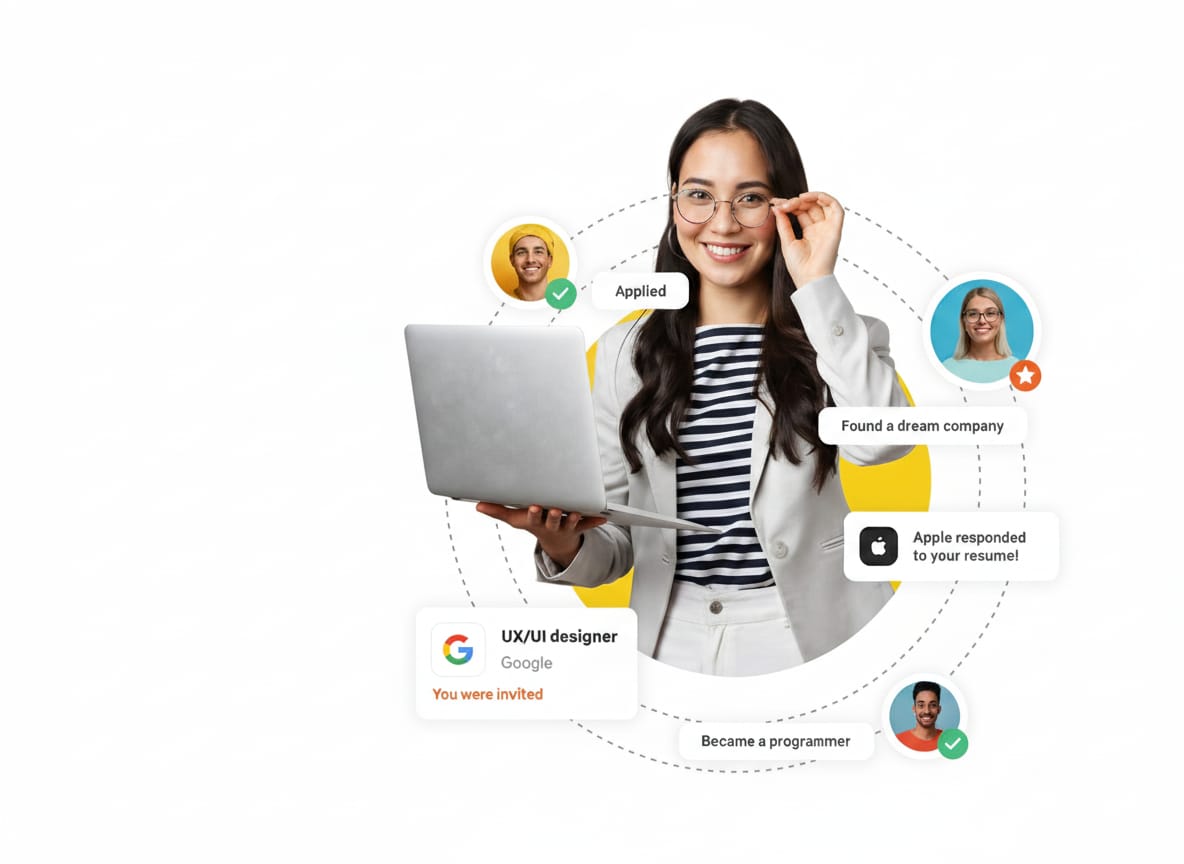 Applied
Found a dream company
Apple responded
to your resume!
UX/UI designer
Google
You were invited
Became a programmer